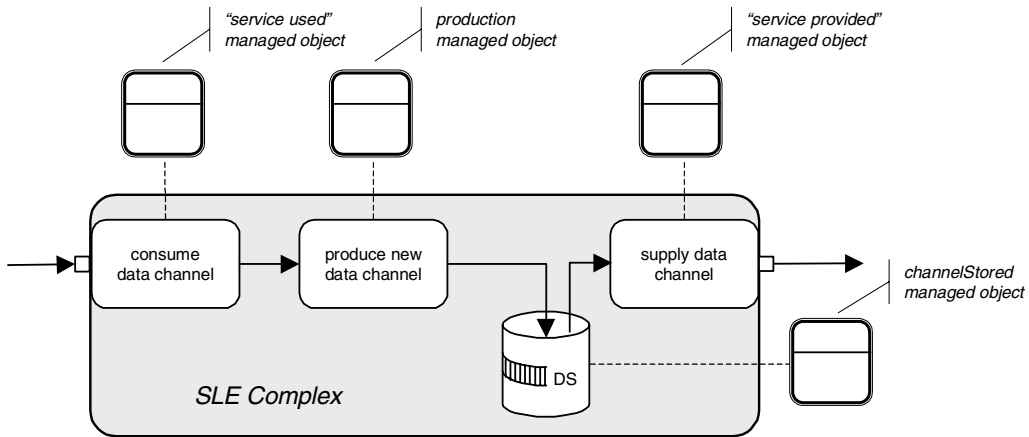 “service used”
managed object
production
managed object
“service provided”
managed object
consume
data channel
produce new
data channel
supply data
channel
channelStored
managed object
DS
SLE Complex